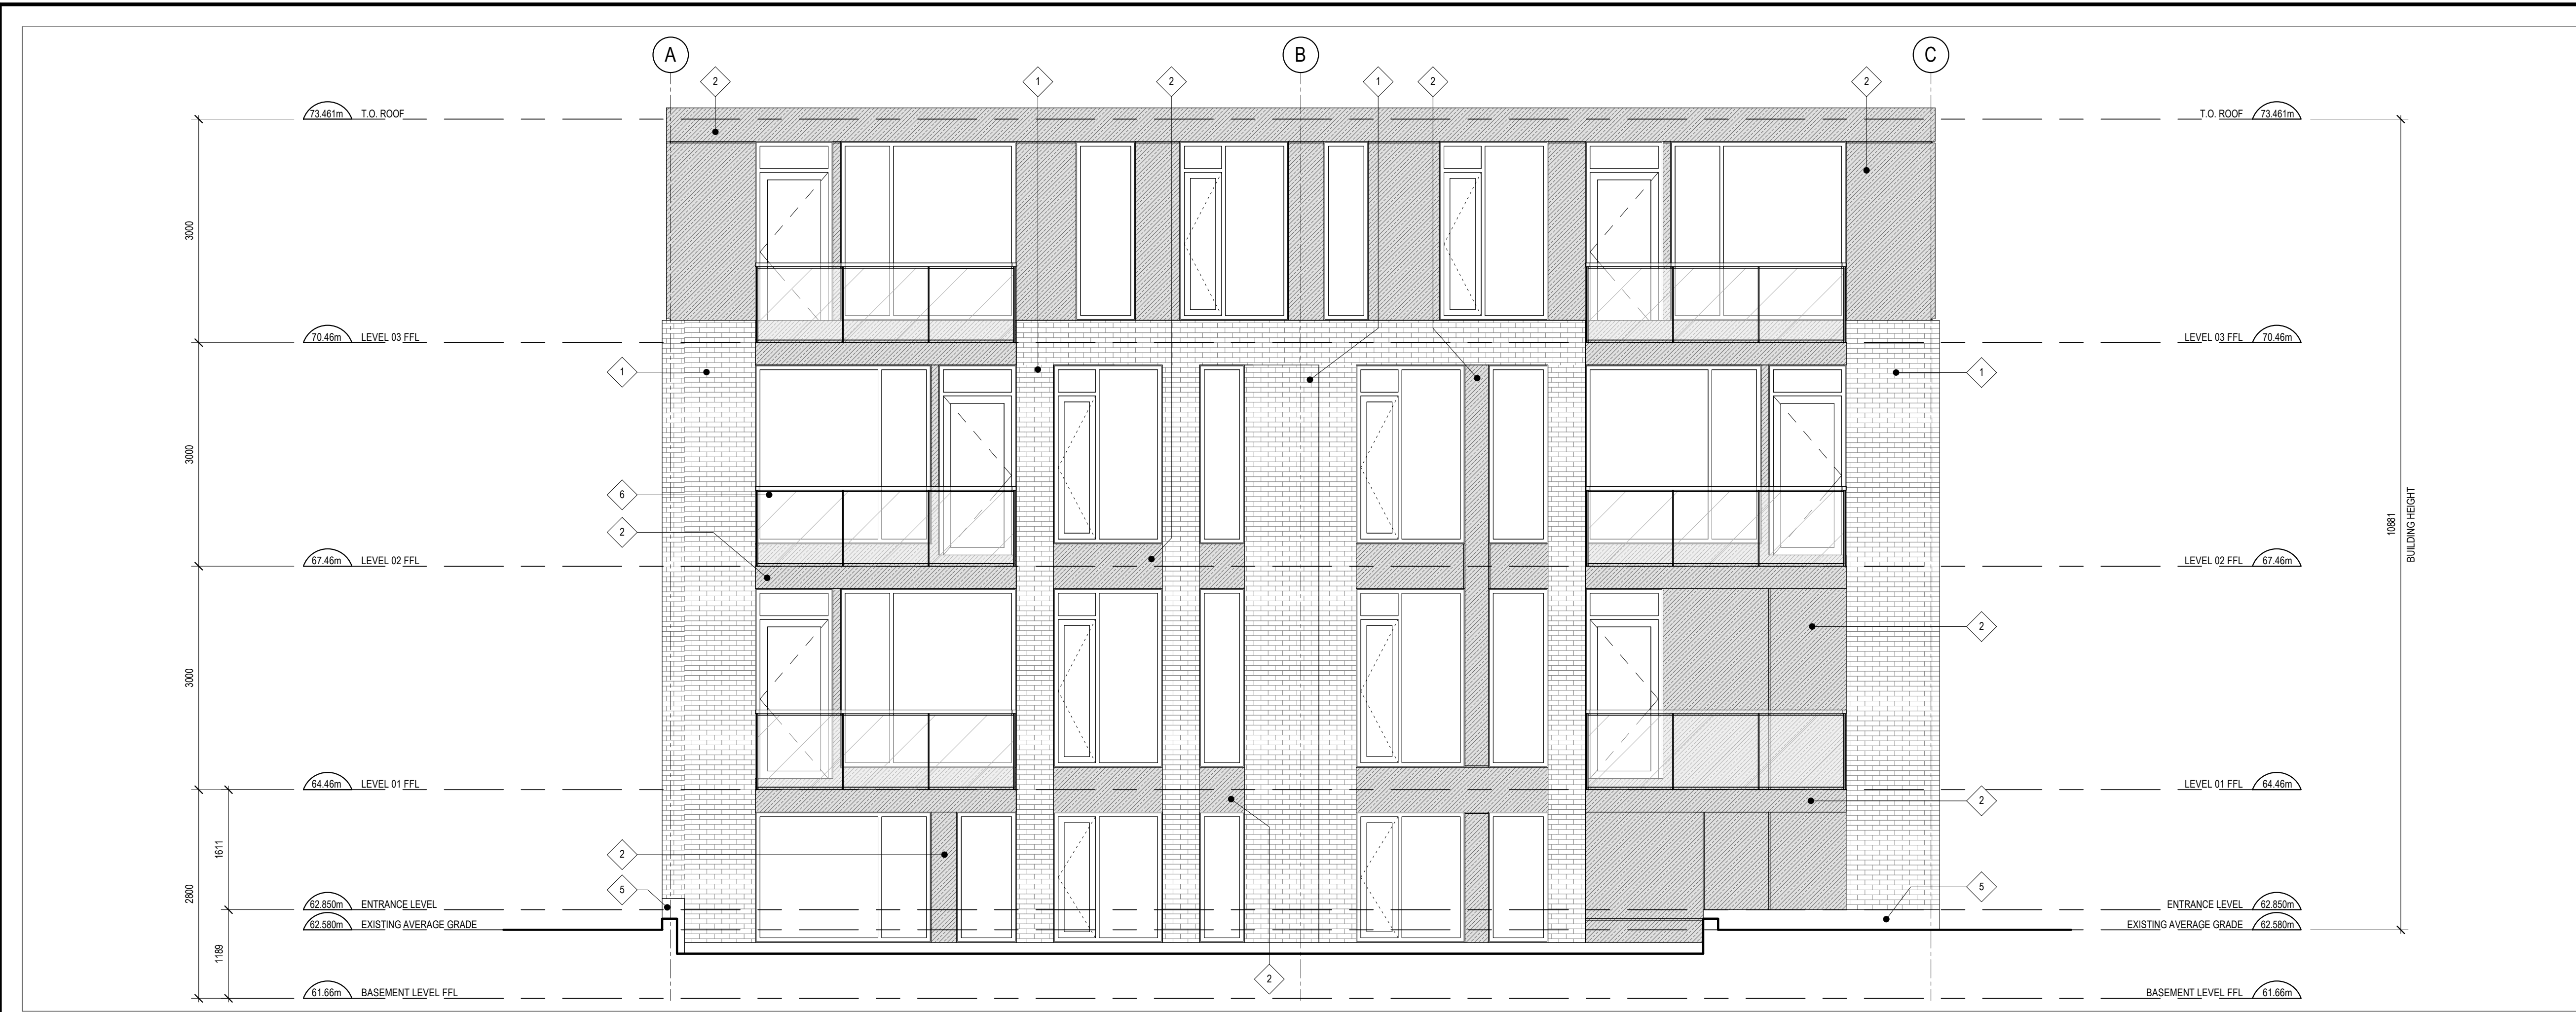 A
B
C
2
1
2
1
2
2
73.461m T.O. ROOF
T.O. ROOF 73.461m
3000
70.46m LEVEL 03 FFL
LEVEL 03 FFL 70.46m
1
1
3000
6
10881
BUILDING HEIGHT
2
67.46m LEVEL 02 FFL
LEVEL 02 FFL 67.46m
2
3000
64.46m LEVEL 01 FFL
LEVEL 01 FFL 64.46m
2
1611
2
2800
5
5
62.850m ENTRANCE LEVEL
ENTRANCE LEVEL 62.850m
62.580m EXISTING AVERAGE GRADE
EXISTING AVERAGE GRADE 62.580m
1189
2
61.66m BASEMENT LEVEL FFL
BASEMENT LEVEL FFL 61.66m